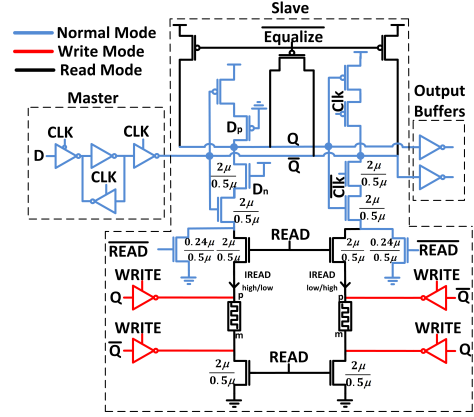 Slave
Normal Mode
Write Mode
Read Mode
Equalize
Master
Output
Buffers
CLK
CLK
D
CLK
Dp
Dn
Clk
Clk
Q
Q
2μ
0.5μ
2μ
0.5μ
2μ
0.5μ
2μ
0.5μ
READ
0.24μ
0.5μ
2μ
0.5μ
READ
2μ
0.5μ
0.24μ
0.5μ
READ
IREAD
high/low
IREAD
low/high
WRITE
Q
p
m
WRITE
Q
p
m
WRITE
Q
WRITE
Q
2μ
0.5μ
READ
2μ
0.5μ